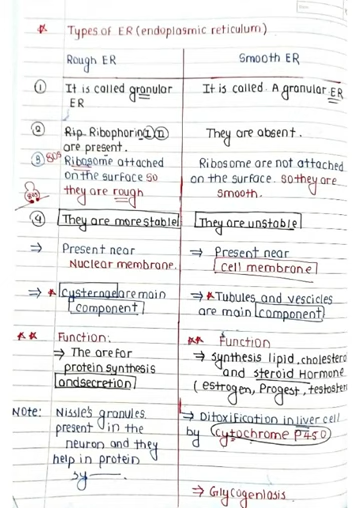 * Types of ER (endoplasmic reticulum)
Rough ER
Smooth ER
① It is called granular
ER
It is called A granular ER
② Rip. Ribophorin I, II
are present.
They are absent.
③ 80S Ribosome attached
on the surface so
they are rough
Ribosome are not attached
on the surface. so they are
smooth.
④ They are more stable
They are unstable
⇒ Present near
Nuclear membrane.
⇒ Present near
cell membrane
⇒ * Cysternae are main
component
⇒ * Tubules and vescicles
are main component
** Function:
⇒ The are for
protein synthesis
and secretion
** Function
⇒ synthesis lipid, cholesterol
and steroid Hormone
(estrogen, Progest, testoster
NOTE: Nissle's granules
present in the
neuron and they
help in protein
sy
⇒ Ditoxification in liver cell
by cytochrome P450
⇒ Glycogenlosis.